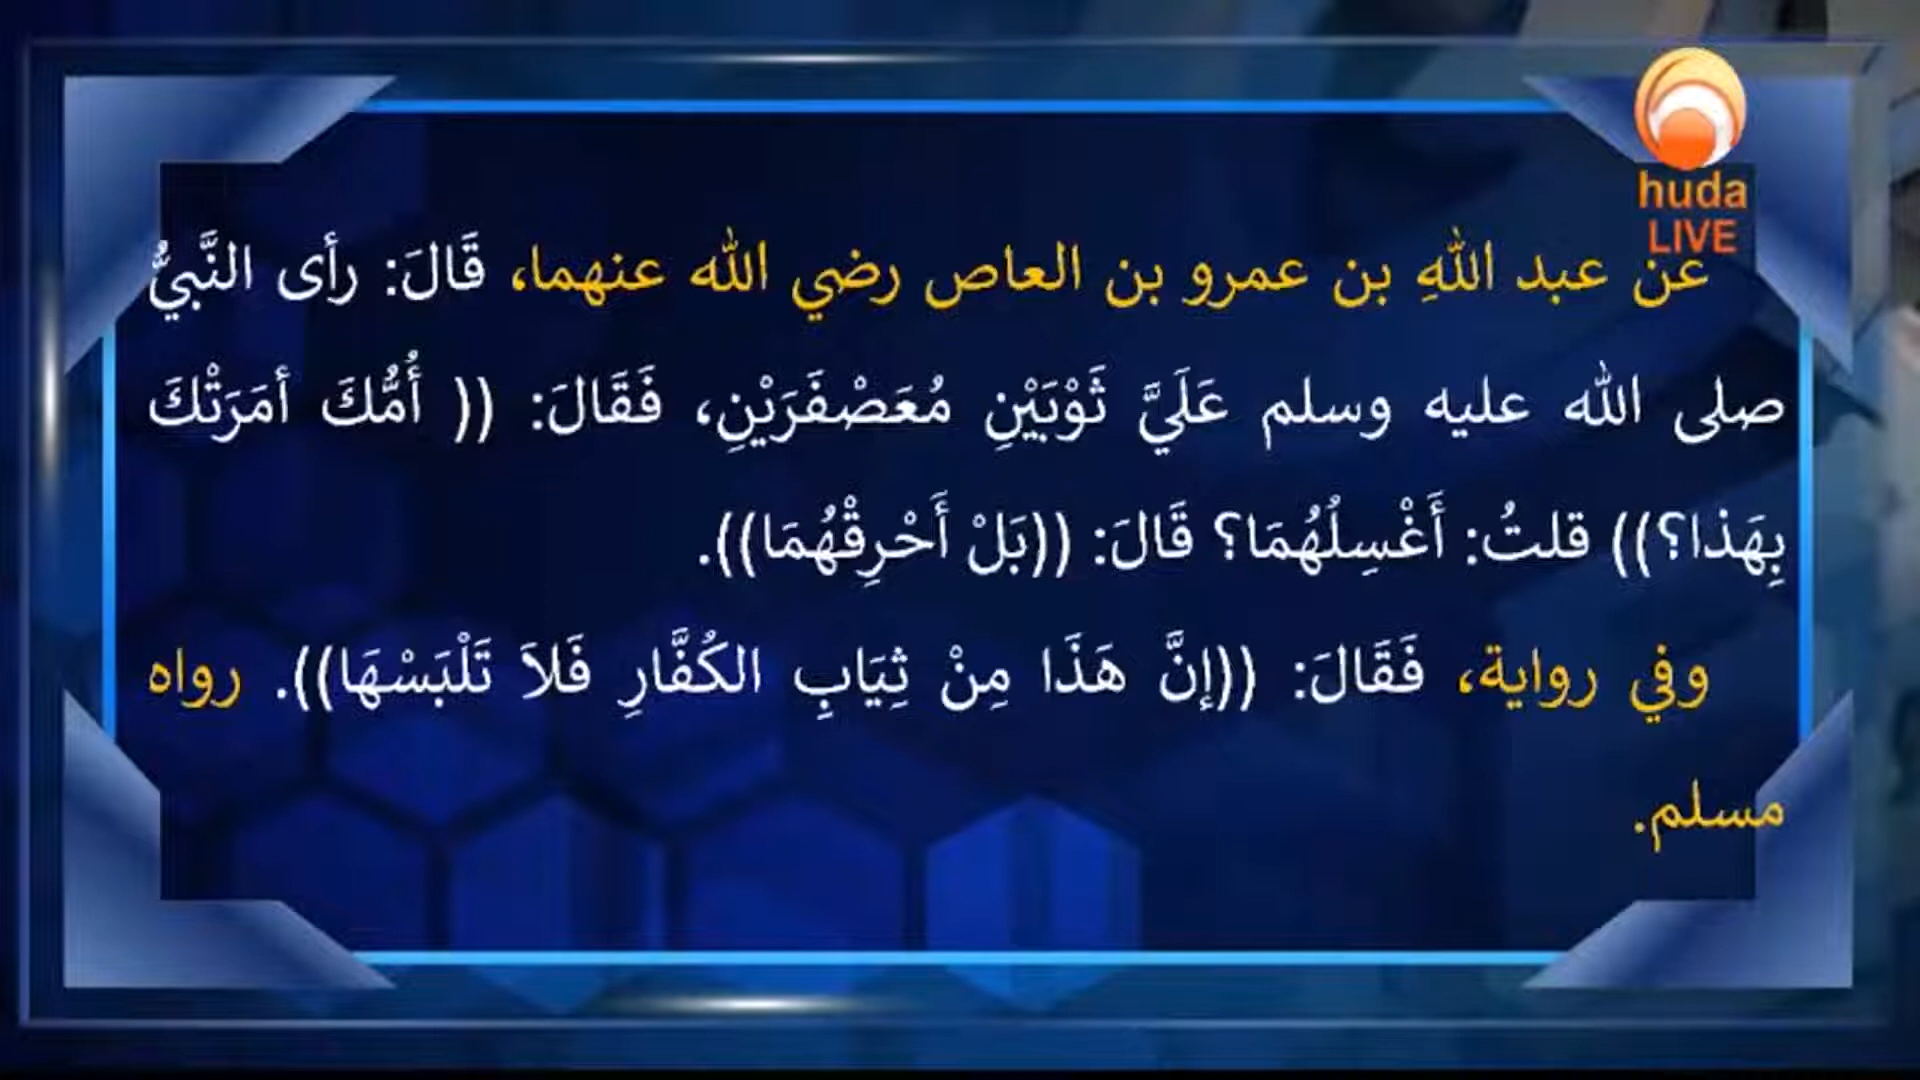 huda
LIVE
عن عبد اللهِ بن عمرو بن العاص رضي الله عنهما، قَالَ: رأى النَّبيُّ
صلى الله عليه وسلم عَلَيَّ ثَوْبَيْنِ مُعَصْفَرَيْنِ، فَقَالَ: (( أُمُّكَ أمَرَتْكَ
بِهَذا؟)) قلتُ: أَغْسِلُهُمَا؟ قَالَ: ((بَلْ أَحْرِقْهُمَا)).
وفي رواية، فَقَالَ: ((إنَّ هَذَا مِنْ ثِيَابِ الكُفَّارِ فَلاَ تَلْبَسْهَا)). رواه
مسلم.